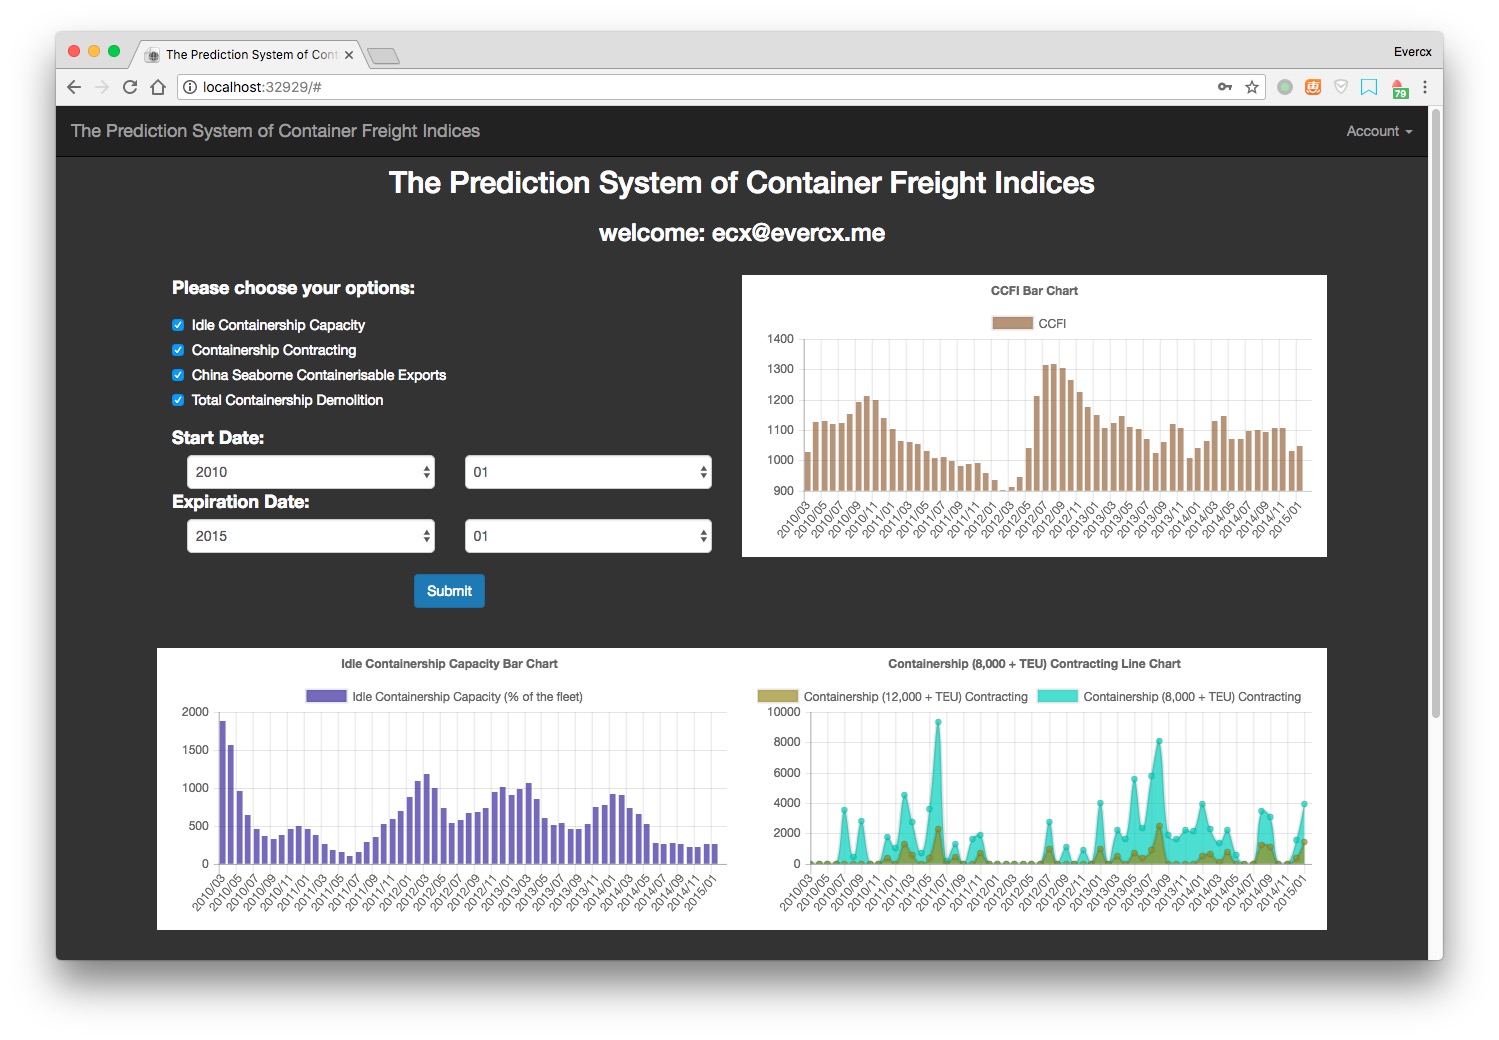 Evercx
The Prediction System of Cont
localhost:32929/#
79
The Prediction System of Container Freight Indices
Account
The Prediction System of Container Freight Indices
welcome: ecx@evercx.me
Please choose your options:
Idle Containership Capacity
Containership Contracting
China Seaborne Containerisable Exports
Total Containership Demolition
Start Date:
2010 01
Expiration Date:
2015 01
Submit
CCFI Bar Chart
CCFI
1400
1300
1200
1100
1000
900
2010/03 2010/05 2010/07 2010/09 2010/11 2011/01 2011/03 2011/05 2011/07 2011/09 2011/11 2012/01 2012/03 2012/05 2012/07 2012/09 2012/11 2013/01 2013/03 2013/05 2013/07 2013/09 2013/11 2014/01 2014/03 2014/05 2014/07 2014/09 2014/11 2015/01
Idle Containership Capacity Bar Chart
Idle Containership Capacity (% of the fleet)
2000
1500
1000
500
0
2010/03 2010/05 2010/07 2010/09 2010/11 2011/01 2011/03 2011/05 2011/07 2011/09 2011/11 2012/01 2012/03 2012/05 2012/07 2012/09 2012/11 2013/01 2013/03 2013/05 2013/07 2013/09 2013/11 2014/01 2014/03 2014/05 2014/07 2014/09 2014/11 2015/01
Containership (8,000 + TEU) Contracting Line Chart
Containership (12,000 + TEU) Contracting Containership (8,000 + TEU) Contracting
10000
8000
6000
4000
2000
0
2010/03 2010/05 2010/07 2010/09 2010/11 2011/01 2011/03 2011/05 2011/07 2011/09 2011/11 2012/01 2012/03 2012/05 2012/07 2012/09 2012/11 2013/01 2013/03 2013/05 2013/07 2013/09 2013/11 2014/01 2014/03 2014/05 2014/07 2014/09 2014/11 2015/01